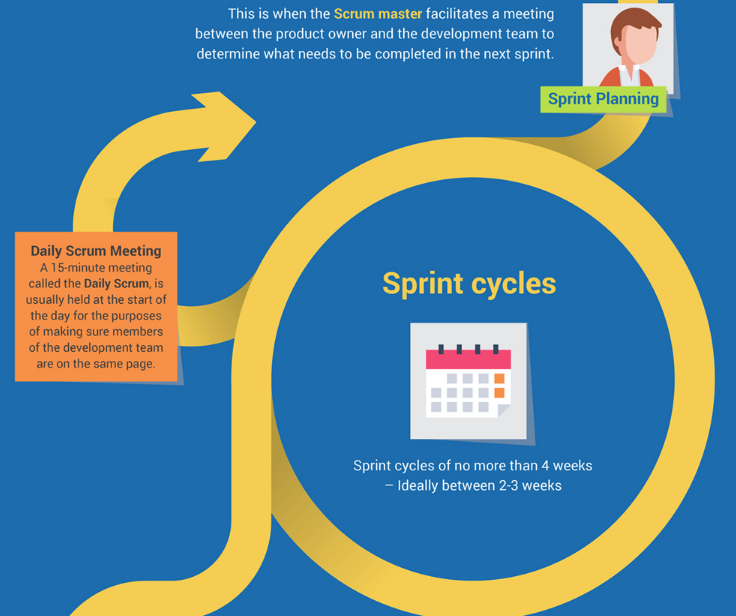 This is when the Scrum master facilitates a meeting
between the product owner and the development team to
determine what needs to be completed in the next sprint.
Sprint Planning
Daily Scrum Meeting
A 15-minute meeting
called the Daily Scrum, is
usually held at the start of
the day for the purposes
of making sure members
of the development team
are on the same page.
Sprint cycles
Sprint cycles of no more than 4 weeks
– Ideally between 2-3 weeks